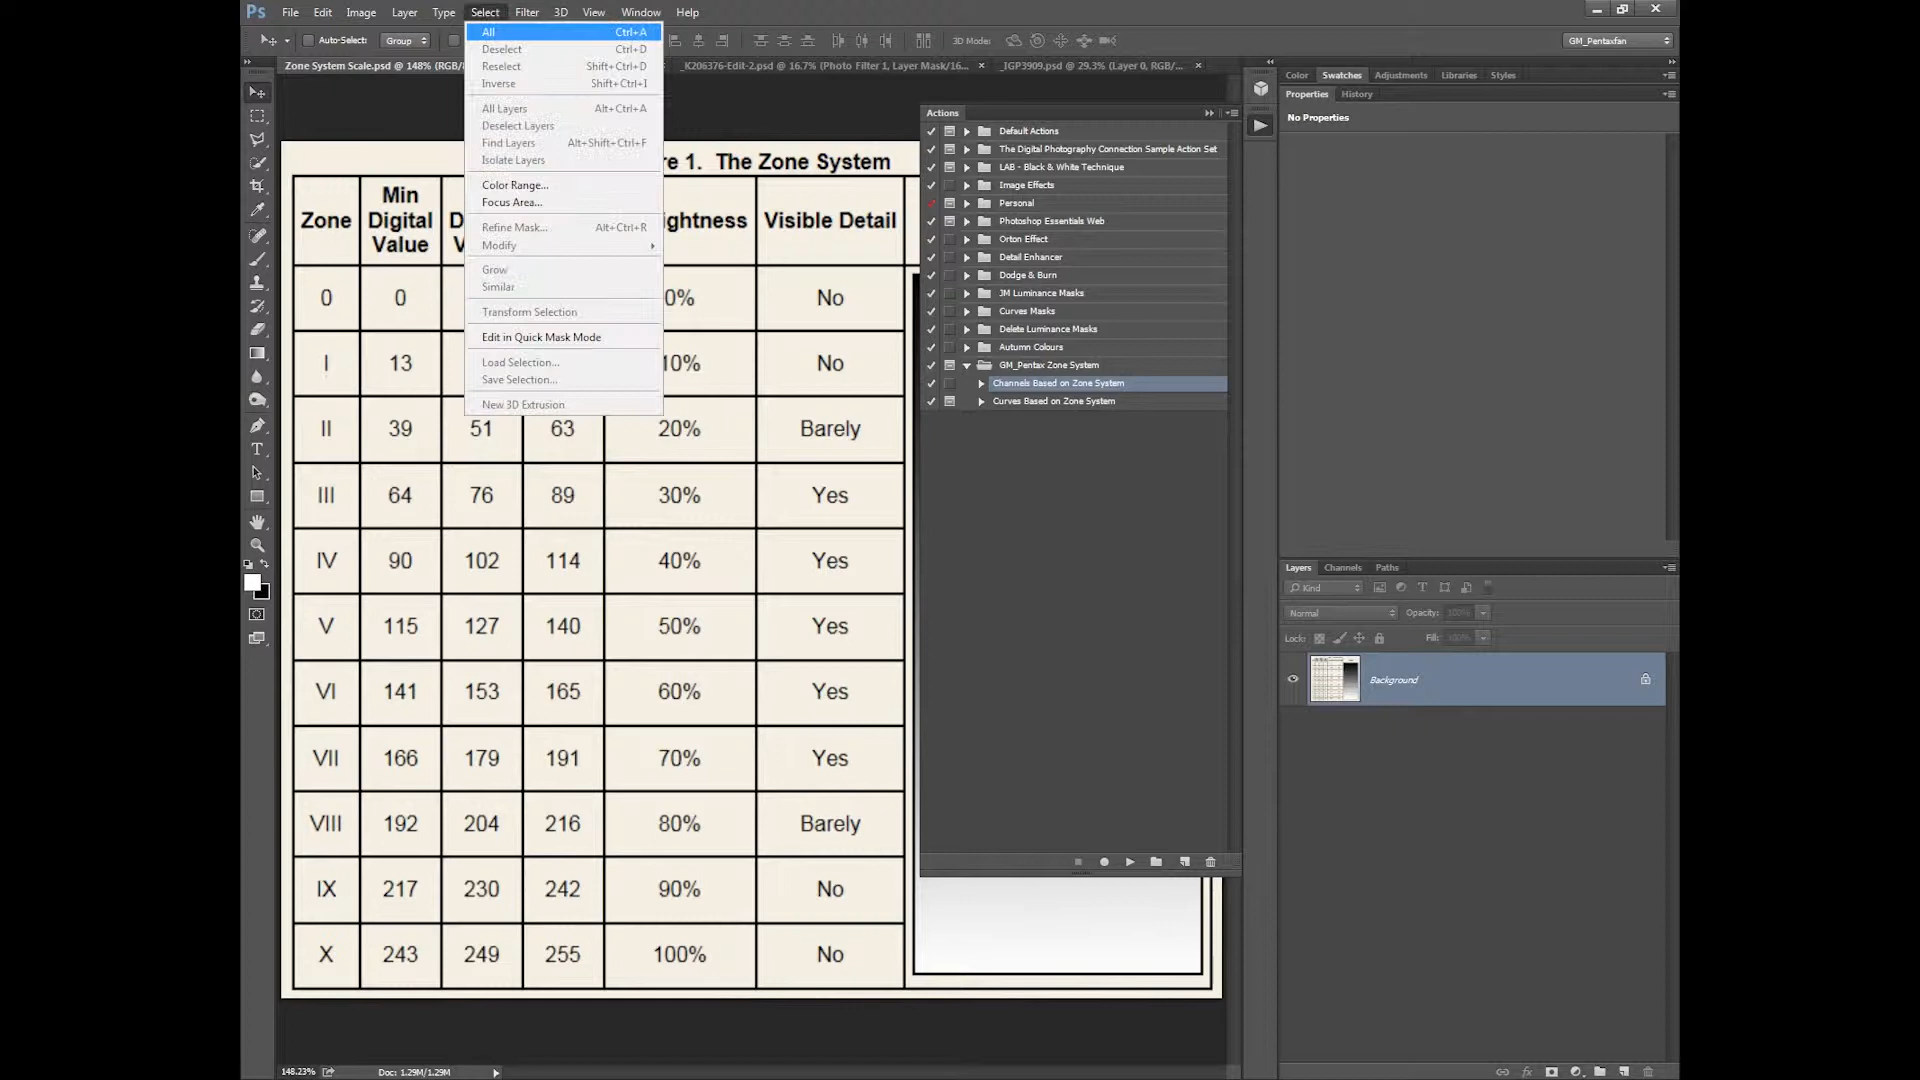 Ps File Edit Image Layer Type Select Filter 3D View Window Help
Auto-Select: Group 3D Mode: GM_Pentaxfan
Zone System Scale.psd @ 148% (RGB/8 _K206376-Edit-2.psd @ 16.7% (Photo Filter 1, Layer Mask/16... × _IGP3909.psd @ 29.3% (Layer 0, RGB/... ×
All Ctrl+A
Deselect Ctrl+D
Reselect Shift+Ctrl+D
Inverse Shift+Ctrl+I
All Layers Alt+Ctrl+A
Deselect Layers
Find Layers Alt+Shift+Ctrl+F
Isolate Layers
Color Range...
Focus Area...
Refine Mask... Alt+Ctrl+R
Modify
Grow
Similar
Transform Selection
Edit in Quick Mask Mode
Load Selection...
Save Selection...
New 3D Extrusion
re 1. The Zone System
Zone Min Digital Value D V ightness Visible Detail
0 0 0% No
I 13 10% No
II 39 51 63 20% Barely
III 64 76 89 30% Yes
IV 90 102 114 40% Yes
V 115 127 140 50% Yes
VI 141 153 165 60% Yes
VII 166 179 191 70% Yes
VIII 192 204 216 80% Barely
IX 217 230 242 90% No
X 243 249 255 100% No
Actions
Default Actions
The Digital Photography Connection Sample Action Set
LAB - Black & White Technique
Image Effects
Personal
Photoshop Essentials Web
Orton Effect
Detail Enhancer
Dodge & Burn
JM Luminance Masks
Curves Masks
Delete Luminance Masks
Autumn Colours
GM_Pentax Zone System
Channels Based on Zone System
Curves Based on Zone System
Color Swatches Adjustments Libraries Styles
Properties History
No Properties
Layers Channels Paths
Kind
Normal Opacity: 100%
Lock: Fill: 100%
Background
148.23% Doc: 1.29M/1.29M